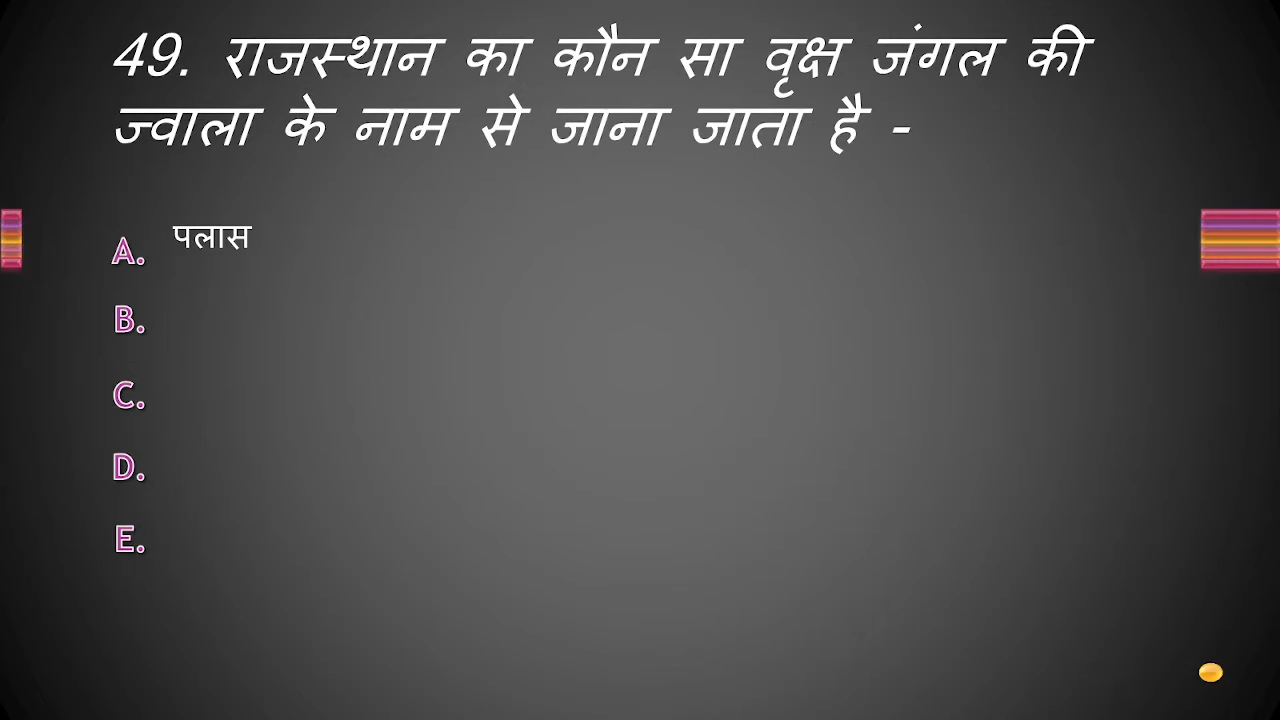 49. राजस्थान का कौन सा वृक्ष जंगल की
ज्वाला के नाम से जाना जाता है -
A. पलास
B.
C.
D.
E.